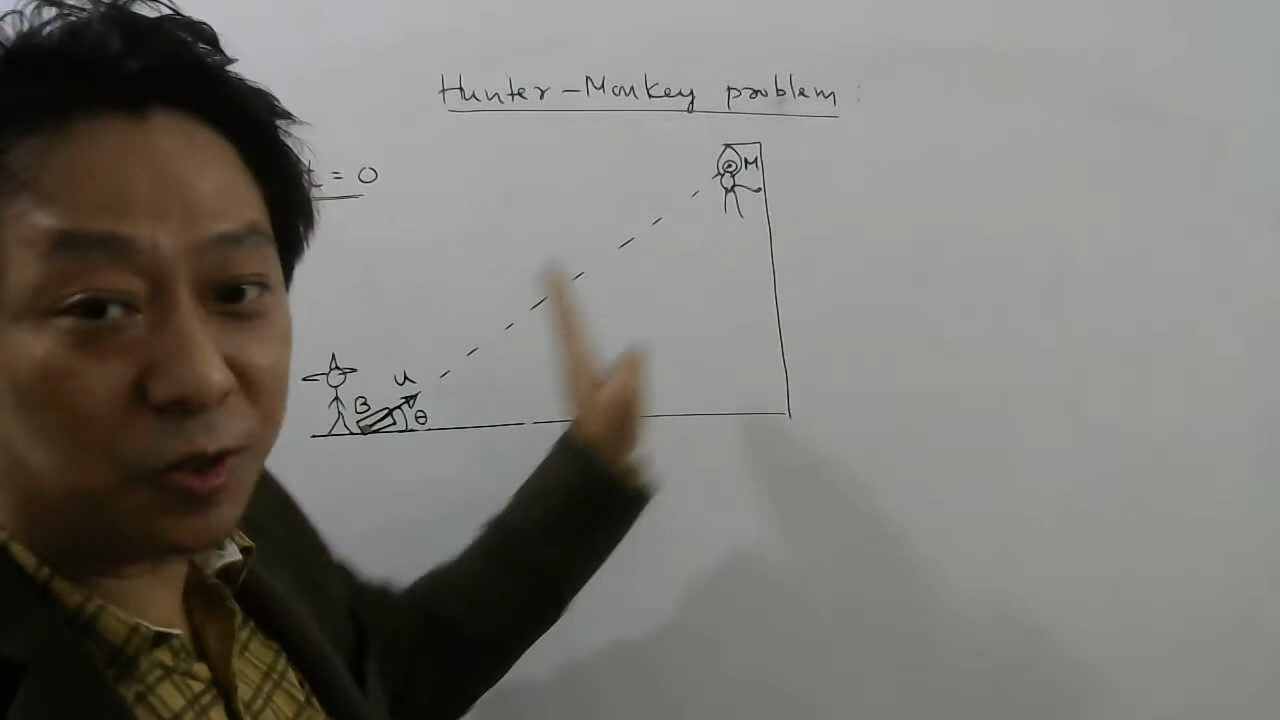 Hunter-Monkey problem :
t = 0
M
u
B
θ